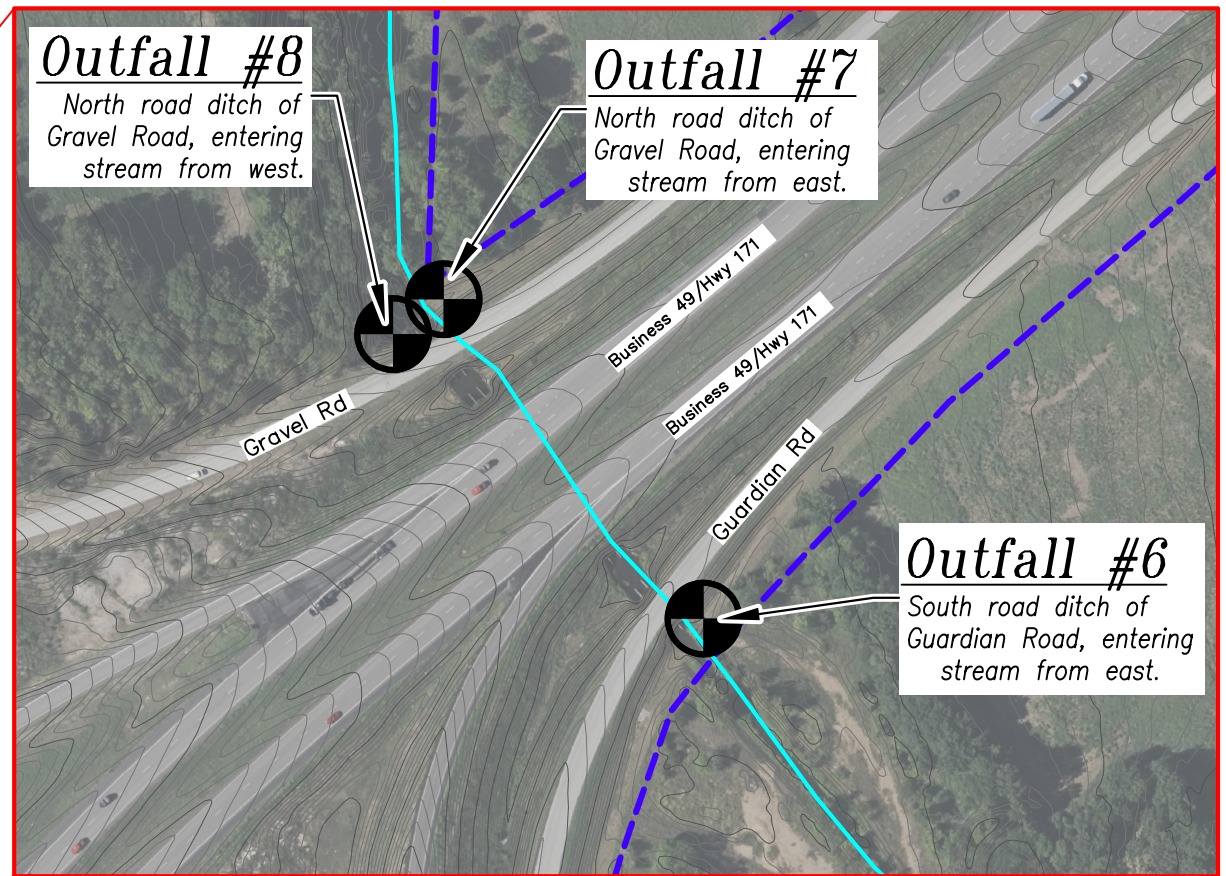 Outfall #8
North road ditch of
Gravel Road, entering
stream from west.
Outfall #7
North road ditch of
Gravel Road, entering
stream from east.
Business 49/Hwy 171
Business 49/Hwy 171
Gravel Rd
Guardian Rd
Outfall #6
South road ditch of
Guardian Road, entering
stream from east.